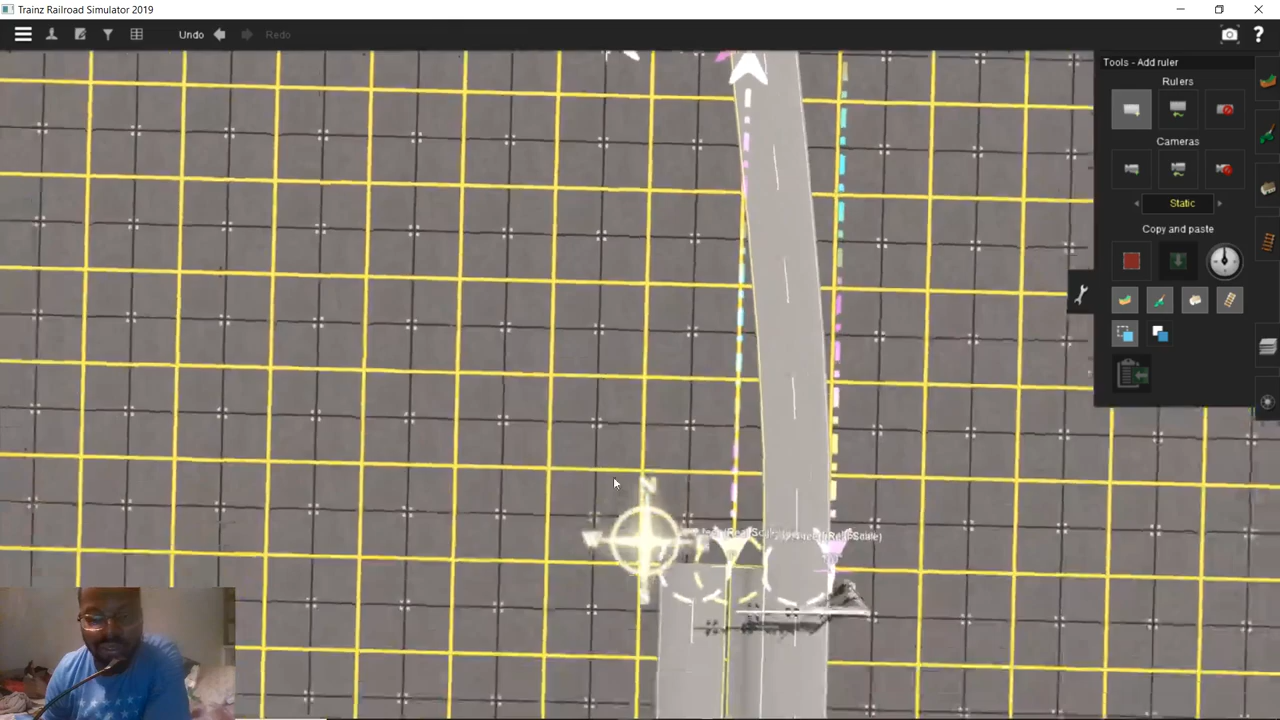 Trainz Railroad Simulator 2019
Undo
Redo
?
Tools - Add ruler
Rulers
Cameras
Static
Copy and paste
N